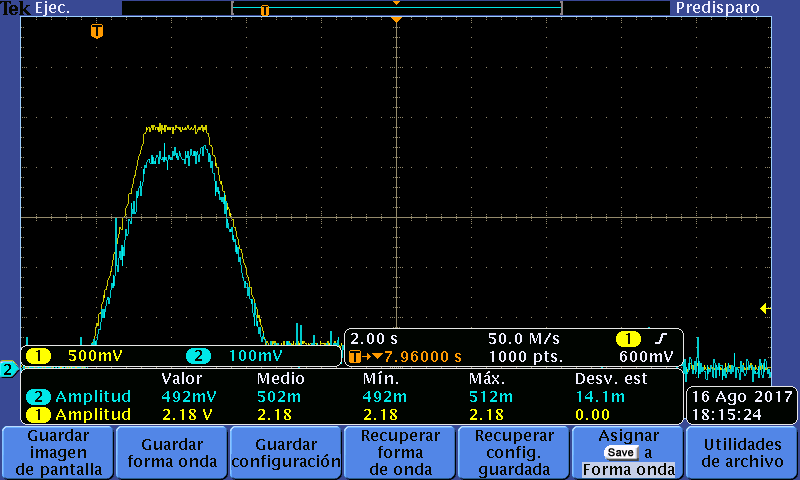 Tek Ejec. T Predisparo
T
2.00 s 50.0 M/s 1 600mV
1 500mV 2 100mV T→▼7.96000 s 1000 pts.
2
Valor Medio Mín. Máx. Desv. est
2 Amplitud 492mV 502m 492m 512m 14.1m
1 Amplitud 2.18 V 2.18 2.18 2.18 0.00
16 Ago 2017
18:15:24
Guardar
imagen
de pantalla
Guardar
forma onda
Guardar
configuración
Recuperar
forma
de onda
Recuperar
config.
guardada
Asignar
Save a
Forma onda
Utilidades
de archivo